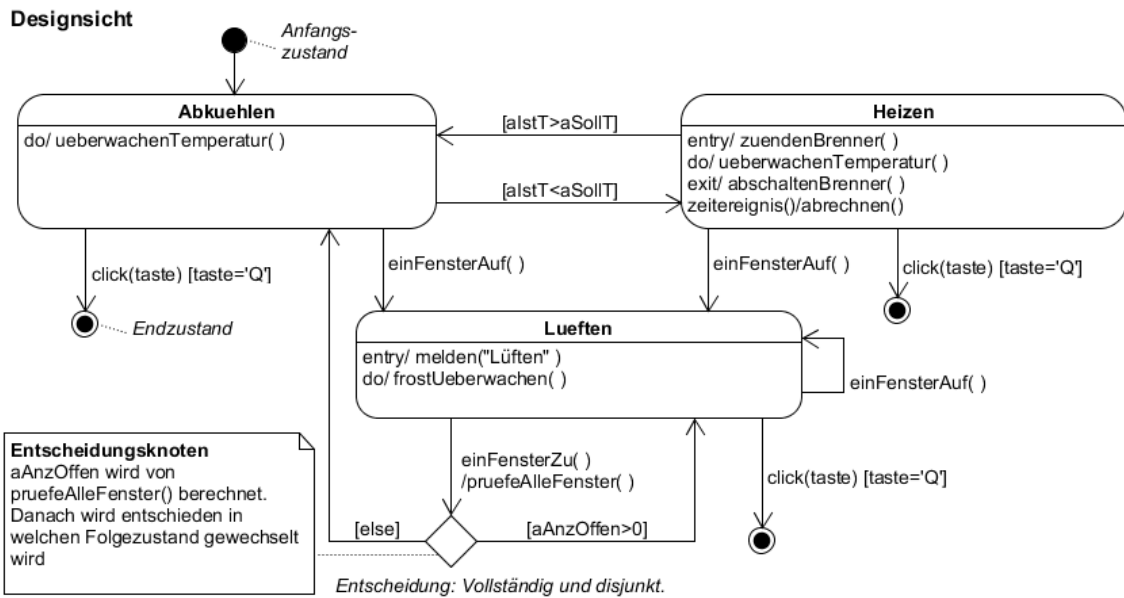 Designsicht
Anfangs-
zustand
Abkuehlen
do/ ueberwachenTemperatur( )
[aIstT>aSollT]
[aIstT<aSollT]
Heizen
entry/ zuendenBrenner( )
do/ ueberwachenTemperatur( )
exit/ abschaltenBrenner( )
zeitereignis()/abrechnen()
click(taste) [taste='Q']
einFensterAuf( )
einFensterAuf( )
click(taste) [taste='Q']
Endzustand
Lueften
entry/ melden("Lüften" )
do/ frostUeberwachen( )
einFensterAuf( )
Entscheidungsknoten
aAnzOffen wird von
pruefeAlleFenster() berechnet.
Danach wird entschieden in
welchen Folgezustand gewechselt
wird
einFensterZu( )
/pruefeAlleFenster( )
click(taste) [taste='Q']
[else]
[aAnzOffen>0]
Entscheidung: Vollständig und disjunkt.